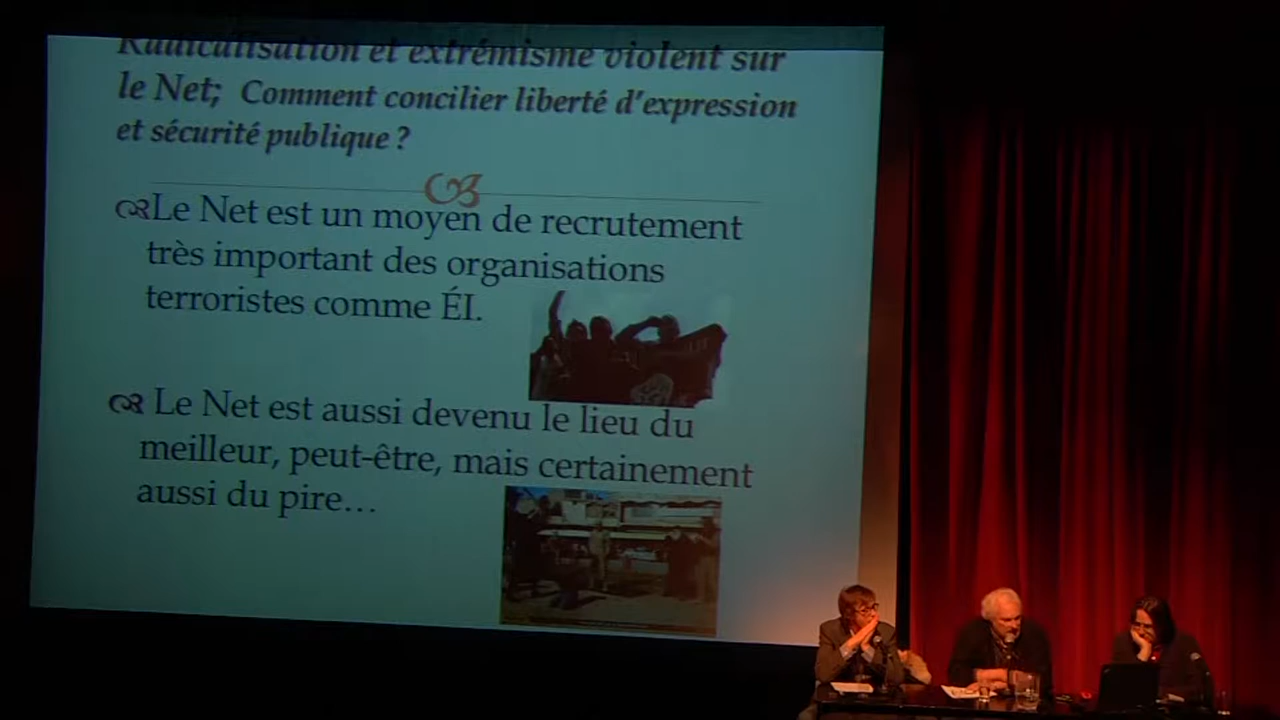 Radicalisation et extrémisme violent sur
le Net; Comment concilier liberté d'expression
et sécurité publique ?
Le Net est un moyen de recrutement
très important des organisations
terroristes comme ÉI.
Le Net est aussi devenu le lieu du
meilleur, peut-être, mais certainement
aussi du pire…